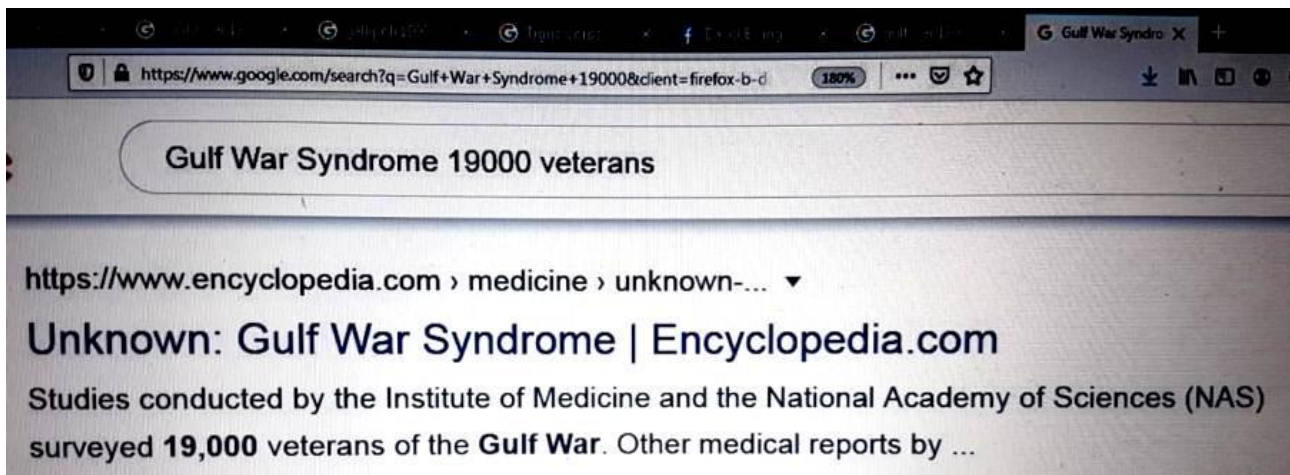 Gulf War Syndro
https://www.google.com/search?q=Gulf+War+Syndrome+19000&client=firefox-b-d
180%
Gulf War Syndrome 19000 veterans
https://www.encyclopedia.com › medicine › unknown-...
Unknown: Gulf War Syndrome | Encyclopedia.com
Studies conducted by the Institute of Medicine and the National Academy of Sciences (NAS)
surveyed 19,000 veterans of the Gulf War. Other medical reports by ...